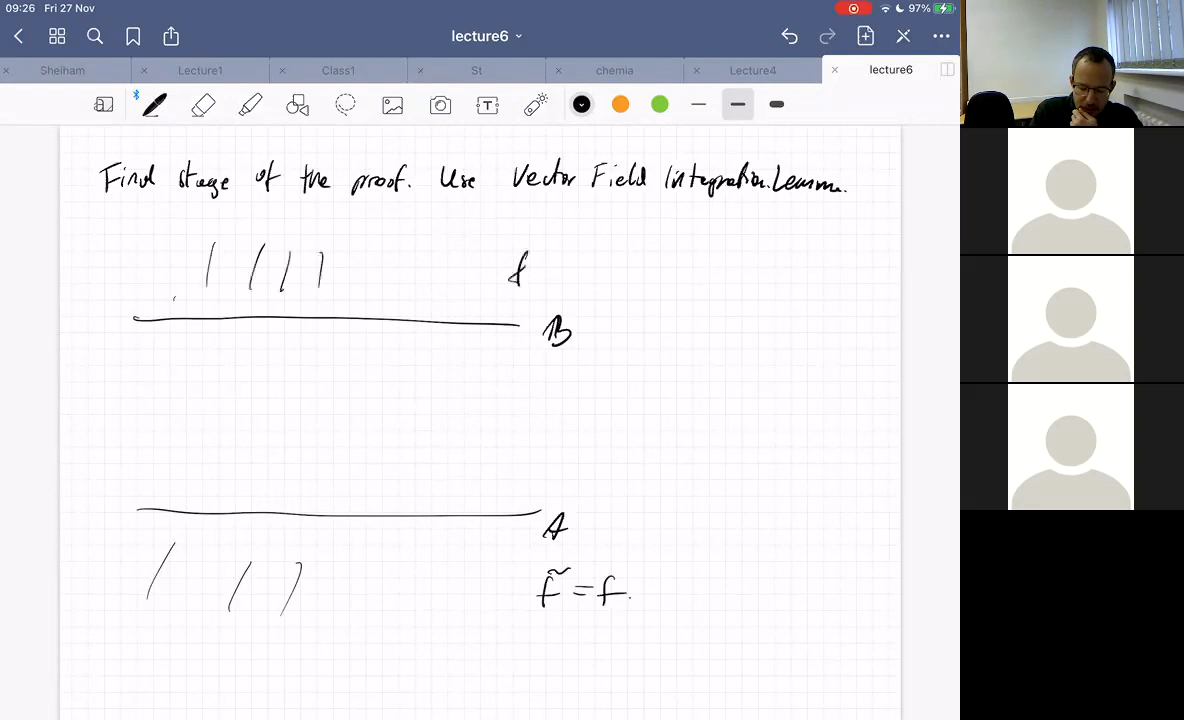 09:26 Fri 27 Nov
97%
lecture6
Sheiham Lecture1 Class1 St chemia Lecture4 lecture6
Final stage of the proof. Use Vector Field Integration Lemma.
B
A
f̃ = f.